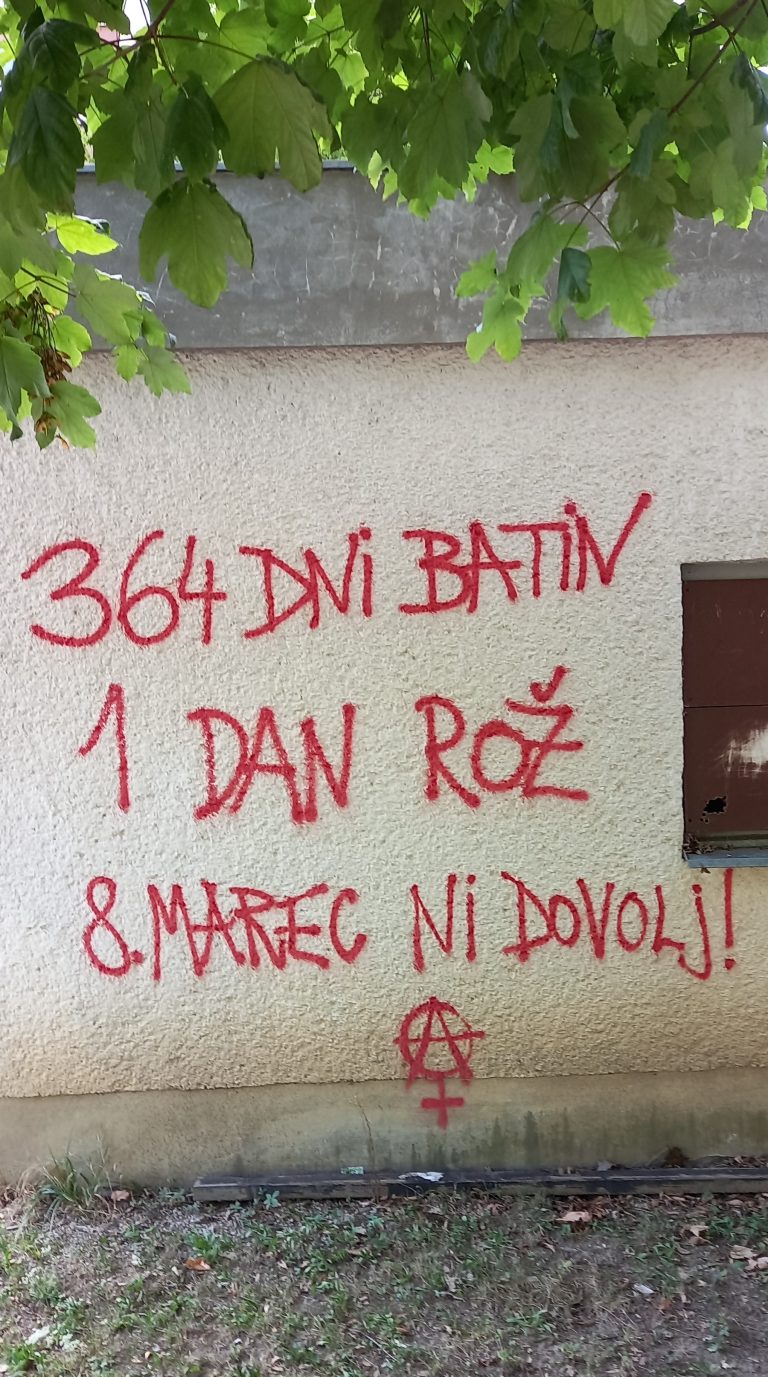 364 DNi BATiN
1 DAN ROŽ
8. MAREC Ni DOVOLj!